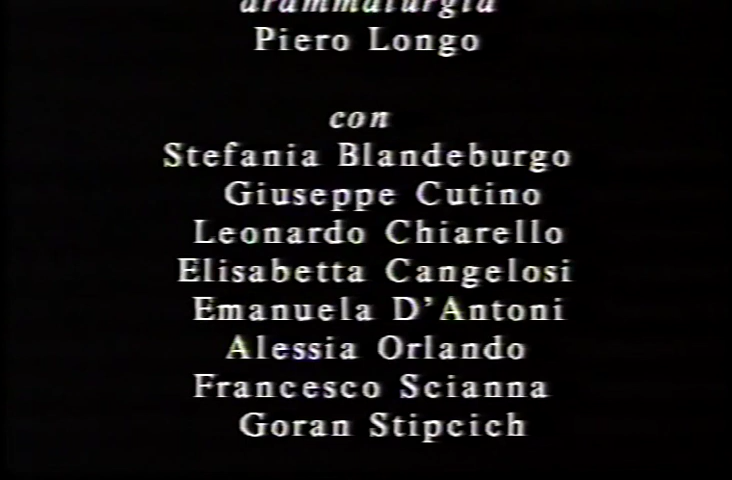 drammaturgia
Piero Longo
con
Stefania Blandeburgo
Giuseppe Cutino
Leonardo Chiarello
Elisabetta Cangelosi
Emanuela D'Antoni
Alessia Orlando
Francesco Scianna
Goran Stipcich